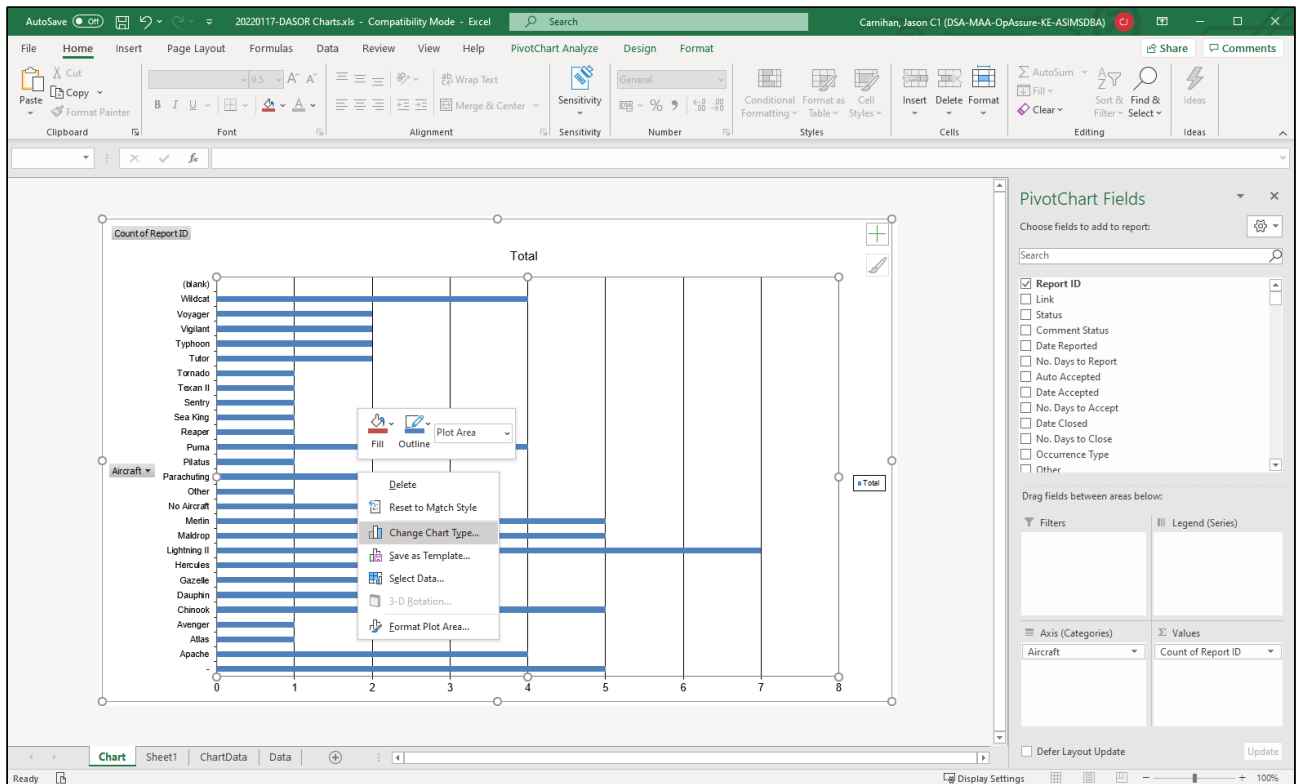 AutoSave Off 20220117-DASOR Charts.xls - Compatibility Mode - Excel Search Carnihan, Jason C1 (DSA-MAA-OpAssure-KE-ASIMSDBA) CJ
File Home Insert Page Layout Formulas Data Review View Help PivotChart Analyze Design Format Share Comments
Paste
Cut
Copy
Format Painter
Clipboard
9.5 A A
B I U A
Font
ab Wrap Text
Merge & Center
Alignment
Sensitivity
Sensitivity
General
%
Number
Conditional Formatting
Format as Table
Cell Styles
Styles
Insert Delete Format
Cells
AutoSum
Fill
Clear
Sort & Filter
Find & Select
Editing
Ideas
Ideas
fx
Count of Report ID
Total
(blank)
Wildcat
Voyager
Vigilant
Typhoon
Tutor
Tornado
Texan II
Sentry
Sea King
Reaper
Puma
Pilatus
Parachuting
Other
No Aircraft
Merlin
Maldrop
Lightning II
Hercules
Gazelle
Dauphin
Chinook
Avenger
Atlas
Apache
-
Aircraft
0 1 2 3 4 5 6 7 8
Total
Fill Outline Plot Area
Delete
Reset to Match Style
Change Chart Type...
Save as Template...
Select Data...
3-D Rotation...
Format Plot Area...
PivotChart Fields
Choose fields to add to report:
Search
Report ID
Link
Status
Comment Status
Date Reported
No. Days to Report
Auto Accepted
Date Accepted
No. Days to Accept
Date Closed
No. Days to Close
Occurrence Type
Other
Drag fields between areas below:
Filters Legend (Series)
Axis (Categories) Σ Values
Aircraft Count of Report ID
Defer Layout Update Update
Chart Sheet1 ChartData Data
Ready Display Settings 100%